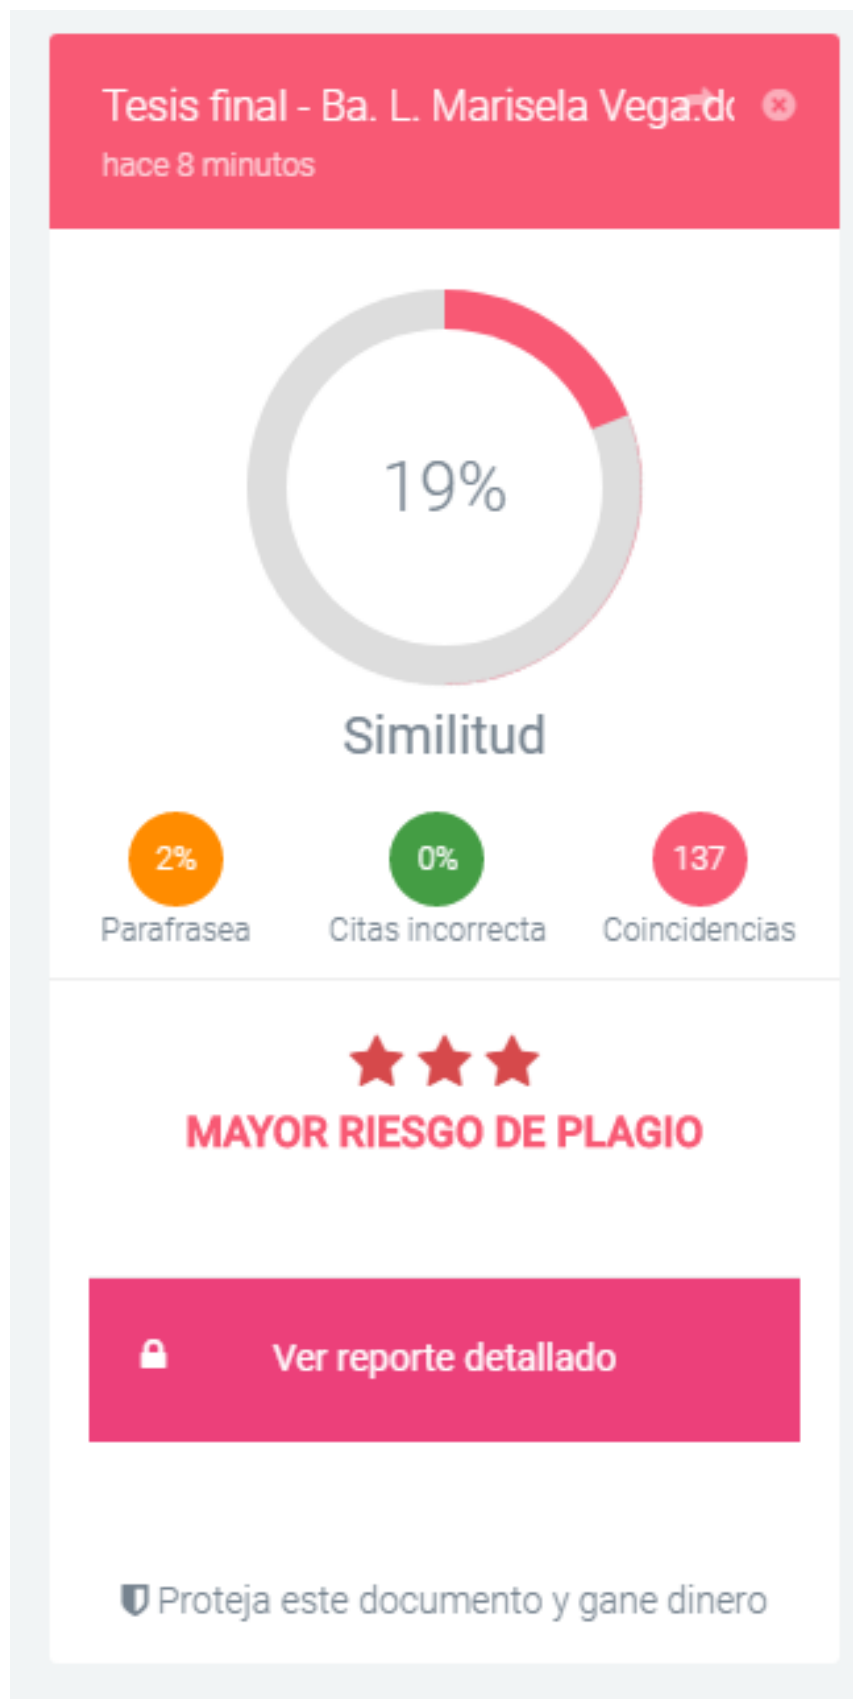 Tesis final - Ba. L. Marisela Vega.do
hace 8 minutos
19%
Similitud
2%
0%
137
Parafrasea
Citas incorrecta
Coincidencias
MAYOR RIESGO DE PLAGIO
Ver reporte detallado
Proteja este documento y gane dinero